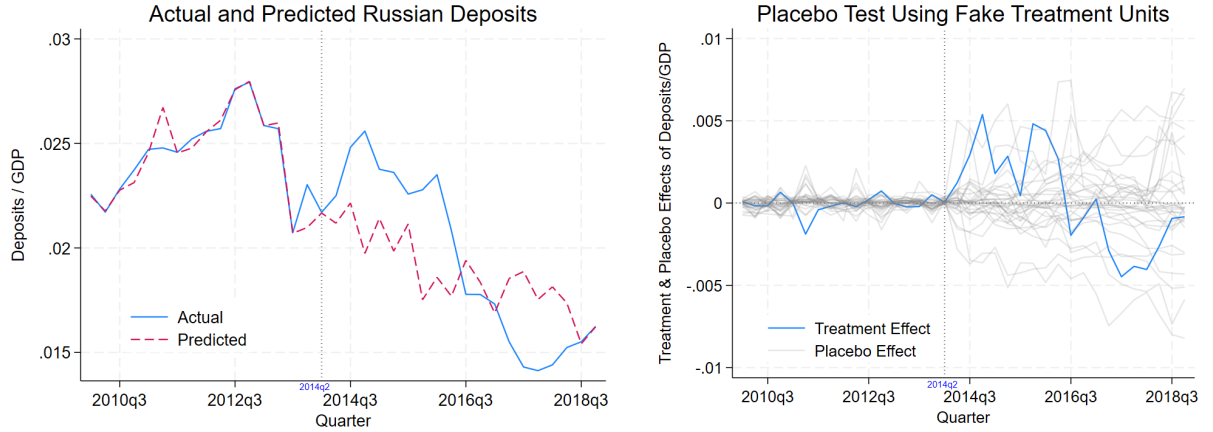 Actual and Predicted Russian Deposits
Deposits / GDP
.03
.025
.02
.015
Actual
Predicted
2014q2
2010q3
2012q3
2014q3
2016q3
2018q3
Quarter
Placebo Test Using Fake Treatment Units
Treatment & Placebo Effects of Deposits/GDP
.01
.005
0
-.005
-.01
Treatment Effect
Placebo Effect
2014q2
2010q3
2012q3
2014q3
2016q3
2018q3
Quarter